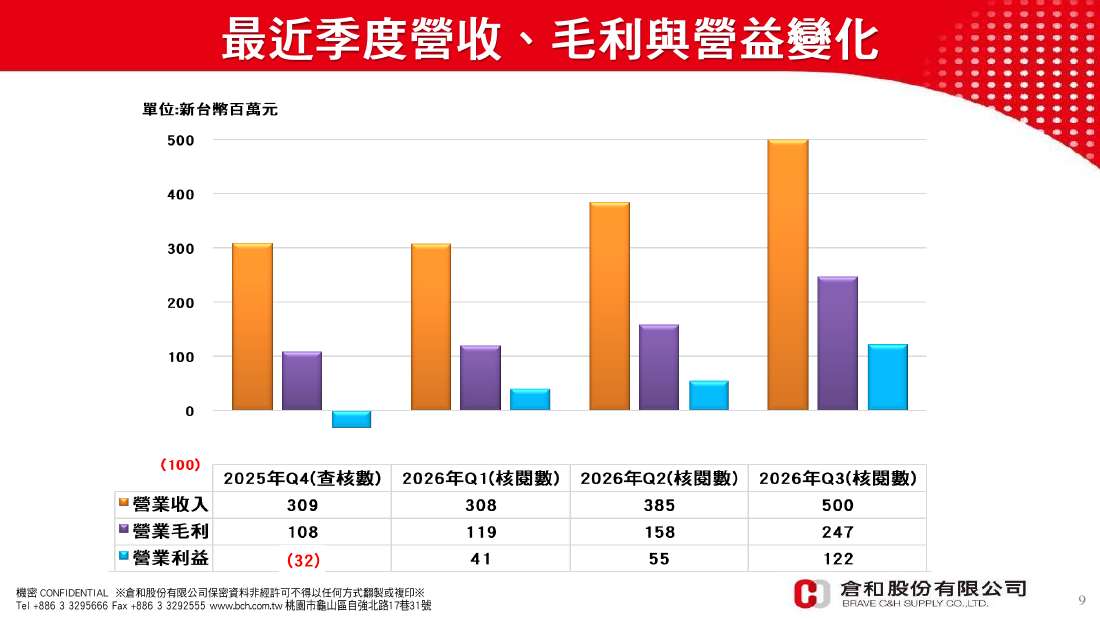 最近季度營收、毛利與營益變化
單位:新台幣百萬元
500
400
300
200
100
0
(100)
2025年Q4(查核數) 2026年Q1(核閱數) 2026年Q2(核閱數) 2026年Q3(核閱數)
營業收入 309 308 385 500
營業毛利 108 119 158 247
營業利益 (32) 41 55 122
機密 CONFIDENTIAL ※倉和股份有限公司保密資料非經許可不得以任何方式翻製或複印※
Tel +886 3 3295666 Fax +886 3 3292555 www.bch.com.tw 桃園市龜山區自強北路17巷31號
倉和股份有限公司
BRAVE C&H SUPPLY CO.,LTD.
9